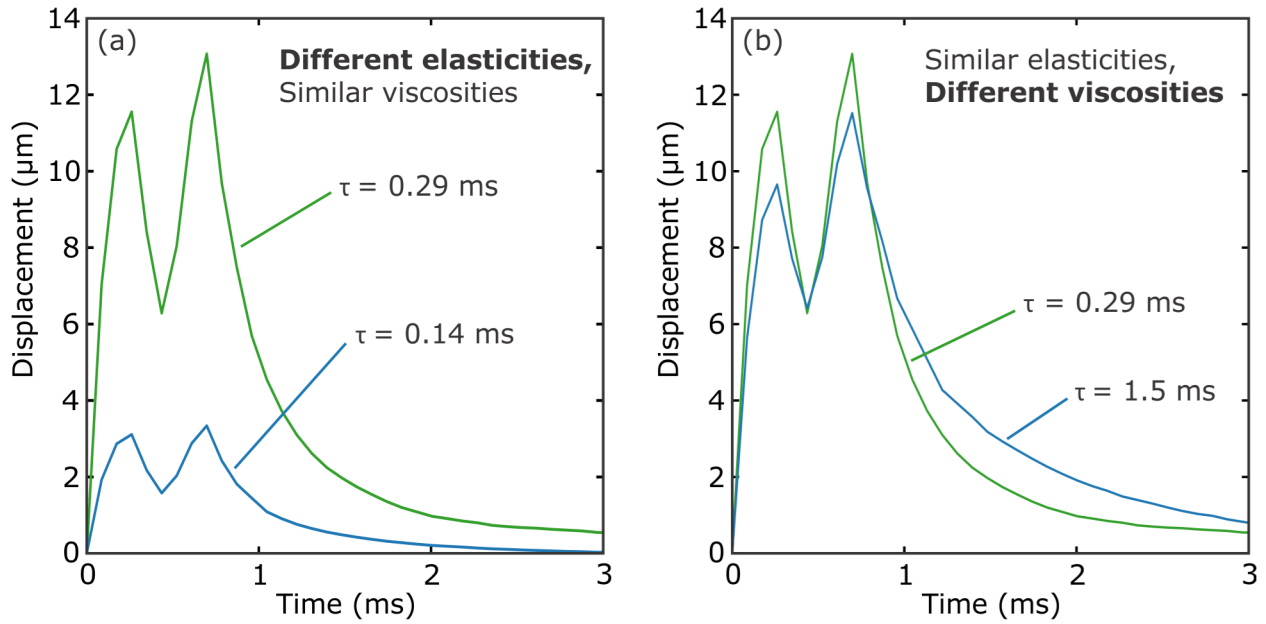 (a)
Different elasticities,
Similar viscosities
τ = 0.29 ms
τ = 0.14 ms
Displacement (μm)
14
12
10
8
6
4
2
0
0 1 2 3
Time (ms)
(b)
Similar elasticities,
Different viscosities
τ = 0.29 ms
τ = 1.5 ms
Displacement (μm)
14
12
10
8
6
4
2
0
0 1 2 3
Time (ms)